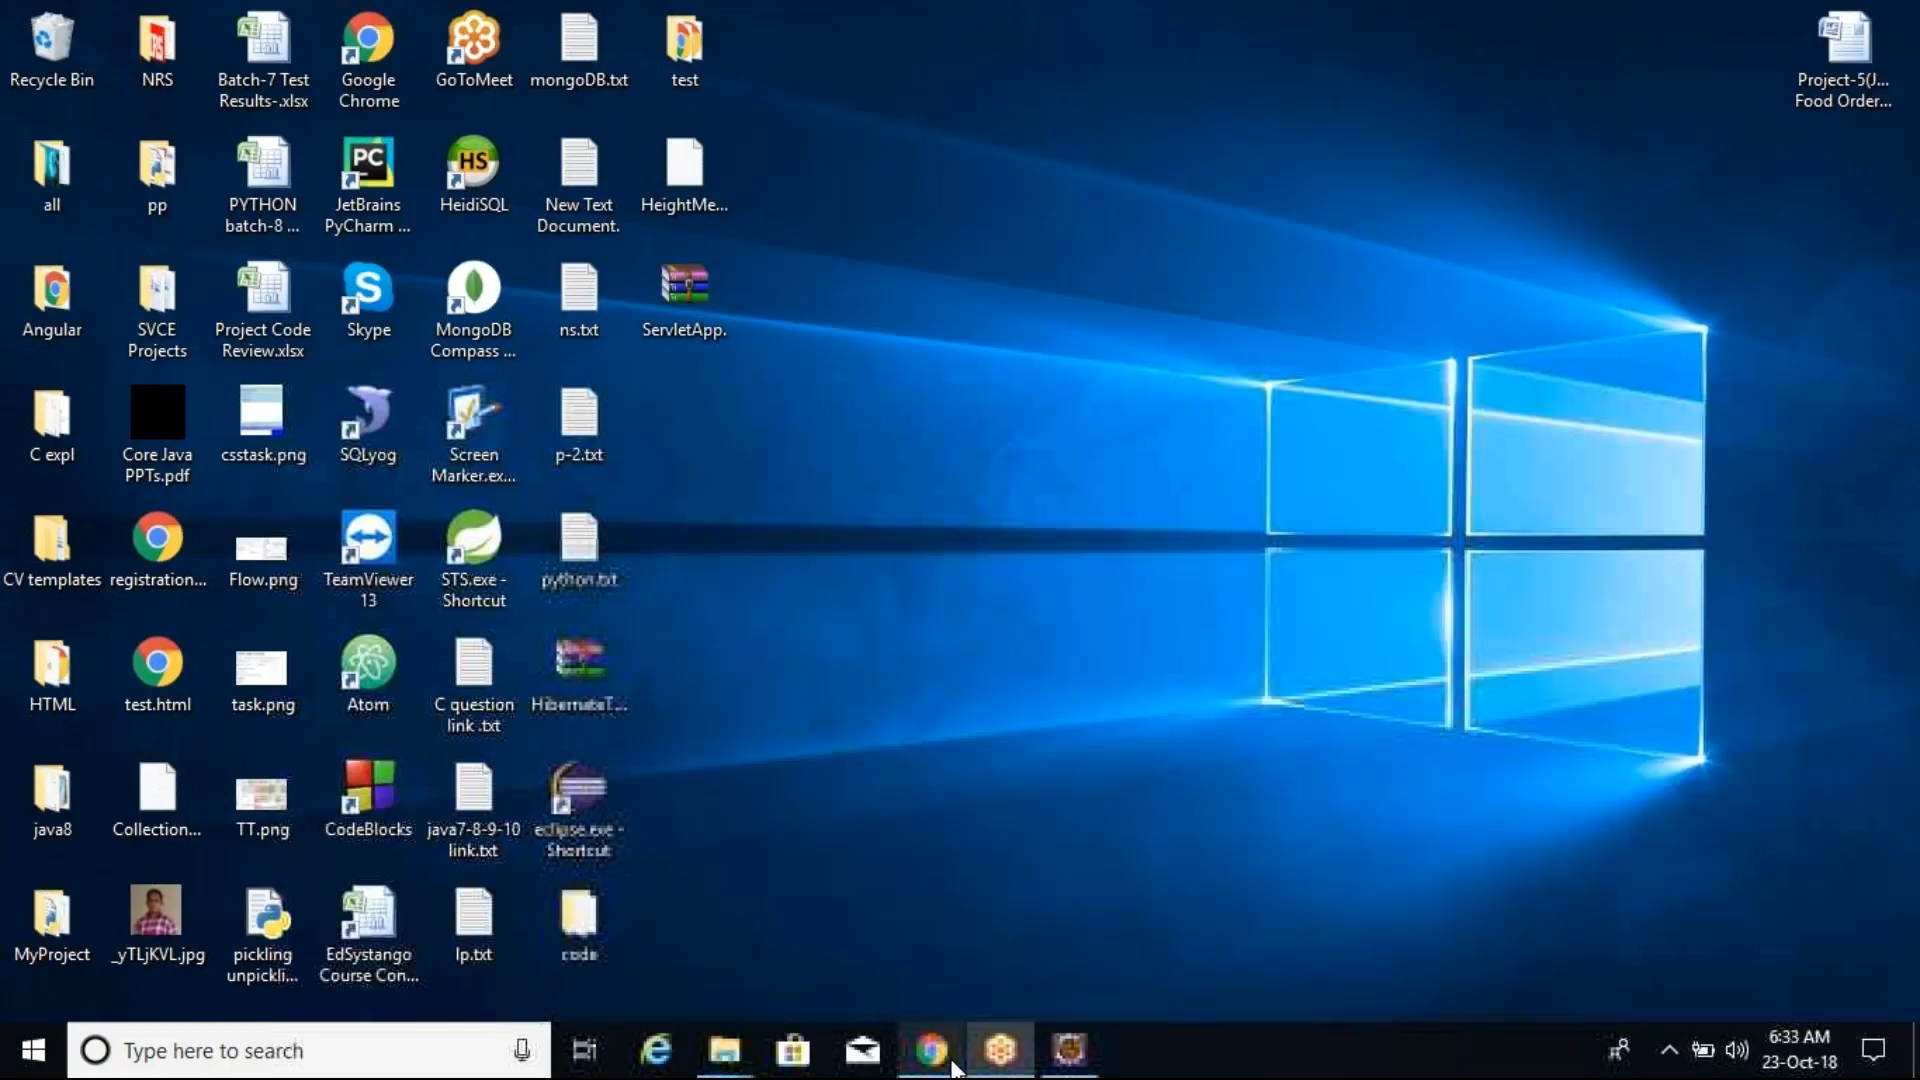 Recycle Bin
NRS
Batch-7 Test
Results-.xlsx
Google
Chrome
GoToMeet
mongoDB.txt
test
Project-5(J...
Food Order...
all
pp
PYTHON
batch-8 ...
PC
JetBrains
PyCharm ...
HS
HeidiSQL
New Text
Document.
HeightMe...
Angular
SVCE
Projects
Project Code
Review.xlsx
S
Skype
MongoDB
Compass ...
ns.txt
ServletApp.
C expl
Core Java
PPTs.pdf
csstask.png
SQLyog
Screen
Marker.ex...
p-2.txt
CV templates
registration...
Flow.png
TeamViewer
13
STS.exe -
Shortcut
python.txt
HTML
test.html
task.png
Atom
C question
link .txt
HibernateT...
java8
Collection...
TT.png
CodeBlocks
java7-8-9-10
link.txt
eclipse.exe -
Shortcut
MyProject
_yTLjKVL.jpg
pickling
unpickli...
EdSystango
Course Con...
lp.txt
code
Type here to search
6:33 AM
23-Oct-18